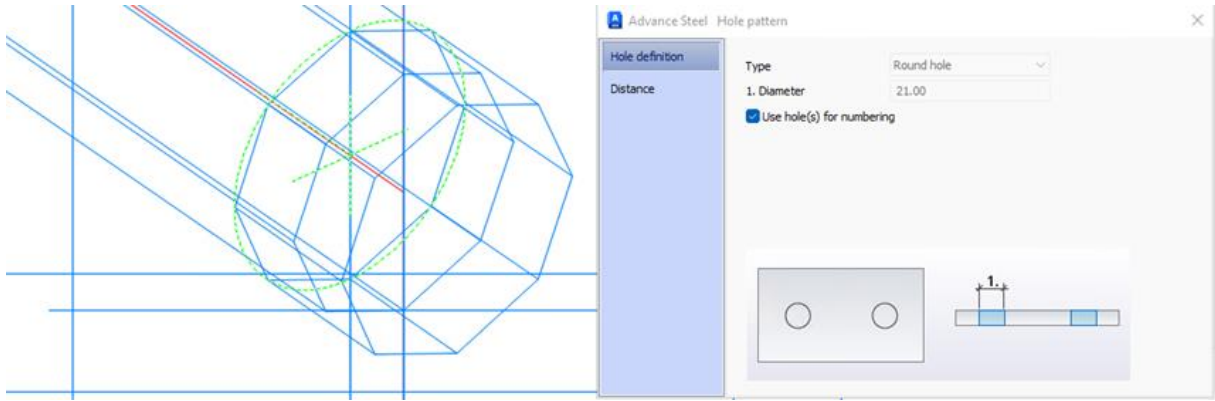 Advance Steel Hole pattern
Hole definition
Distance
Type Round hole
1. Diameter 21.00
Use hole(s) for numbering
1.